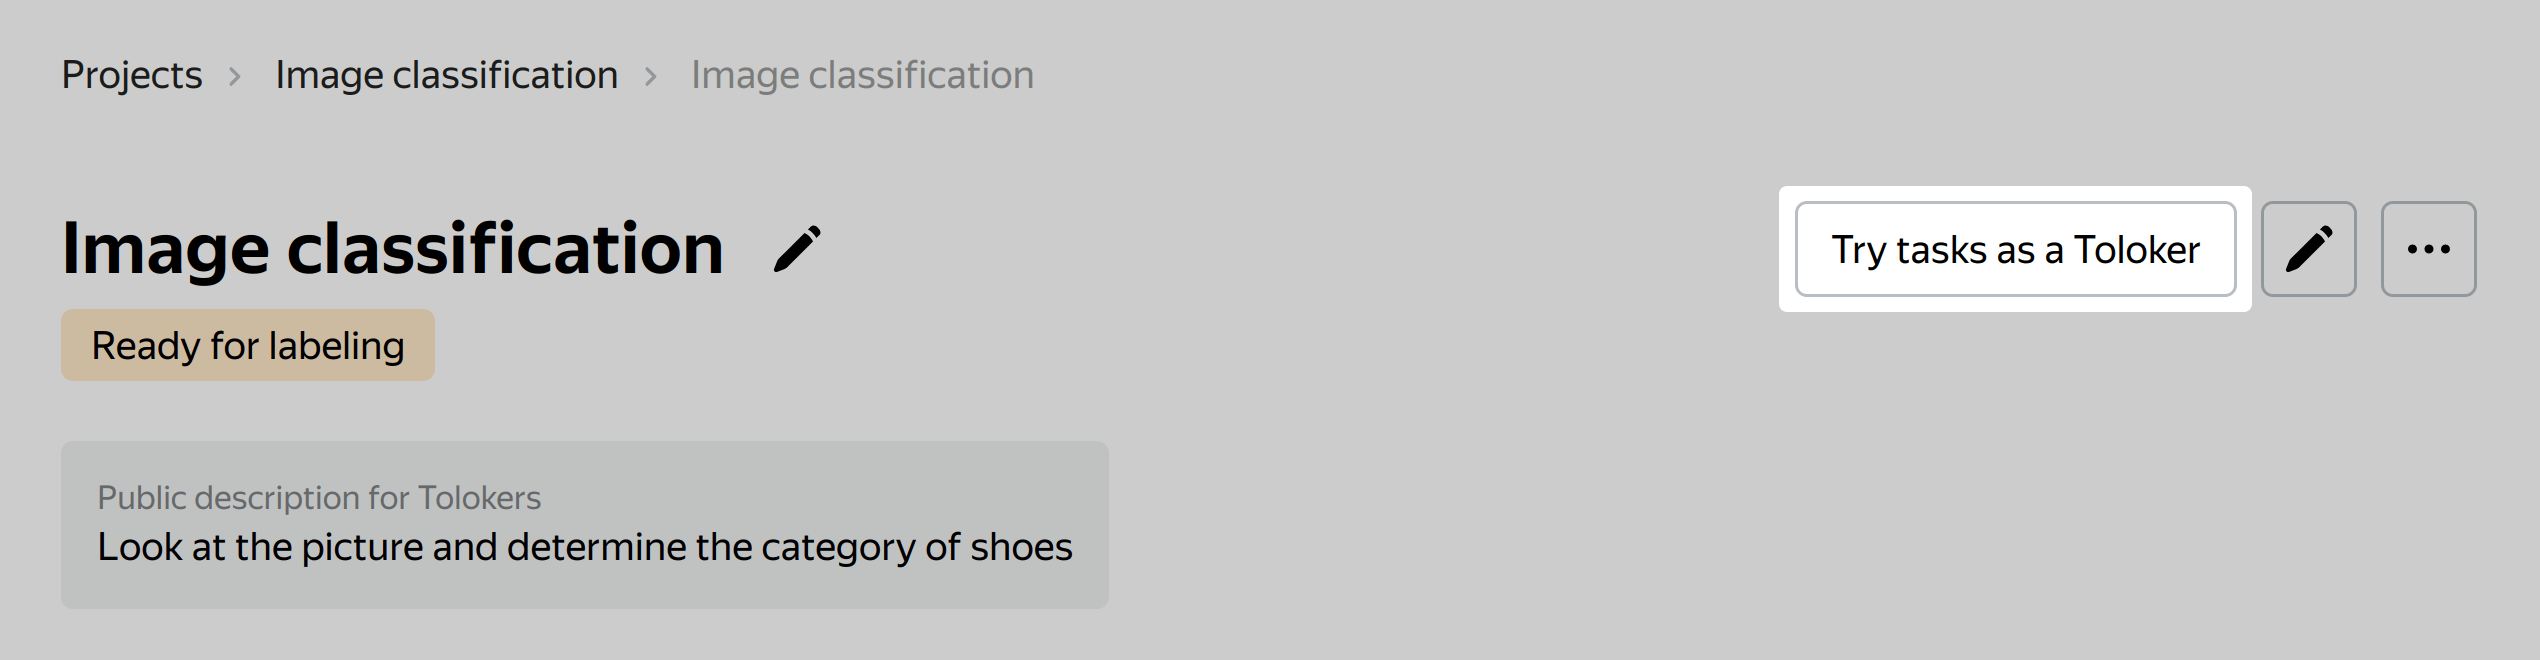 Projects > Image classification > Image classification
Image classification
Try tasks as a Toloker
Ready for labeling
Public description for Tolokers
Look at the picture and determine the category of shoes